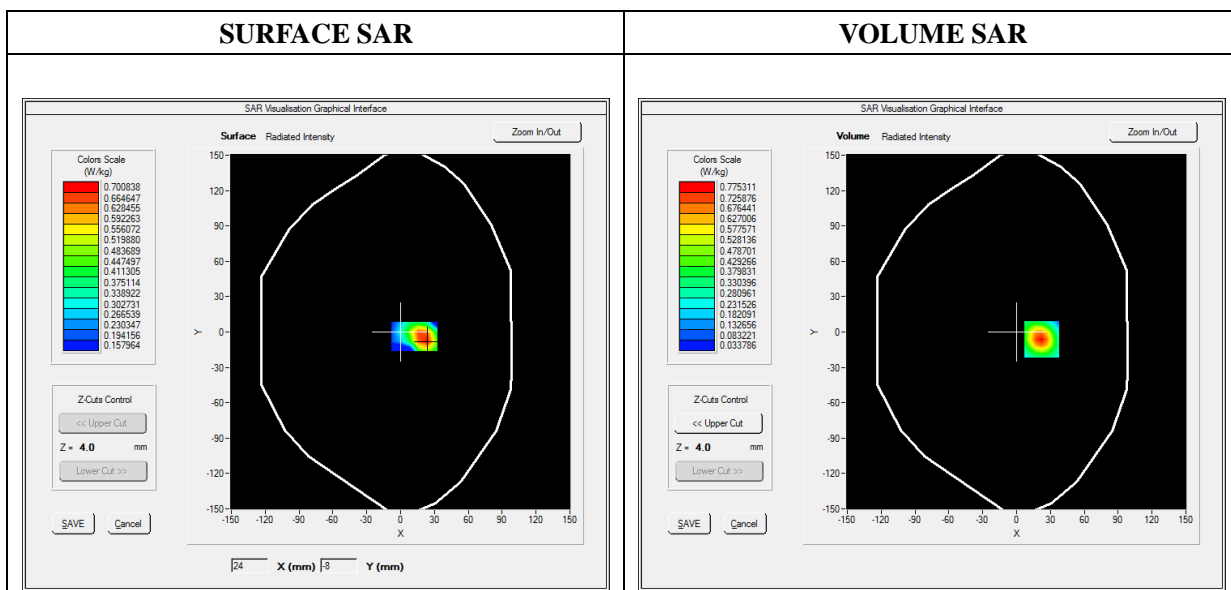 SURFACE SAR
VOLUME SAR
SAR Visualisation Graphical Interface
Surface Radiated Intensity
Zoom In/Out
Colors Scale
(W/kg)
0.700838
0.664647
0.628455
0.592263
0.556072
0.519880
0.483689
0.447497
0.411305
0.375114
0.338922
0.302731
0.266539
0.230347
0.194156
0.157964
150
120
90
60
30
0
-30
-60
-90
-120
-150
Y
-150 -120 -90 -60 -30 0 30 60 90 120 150
X
Z-Cuts Control
<< Upper Cut
Z = 4.0 mm
Lower Cut >>
SAVE Cancel
24 X (mm) -8 Y (mm)
SAR Visualisation Graphical Interface
Volume Radiated Intensity
Zoom In/Out
Colors Scale
(W/kg)
0.775311
0.725876
0.676441
0.627006
0.577571
0.528136
0.478701
0.429266
0.379831
0.330396
0.280961
0.231526
0.182091
0.132656
0.083221
0.033786
150
120
90
60
30
0
-30
-60
-90
-120
-150
Y
-150 -120 -90 -60 -30 0 30 60 90 120 150
X
Z-Cuts Control
<< Upper Cut
Z = 4.0 mm
Lower Cut >>
SAVE Cancel